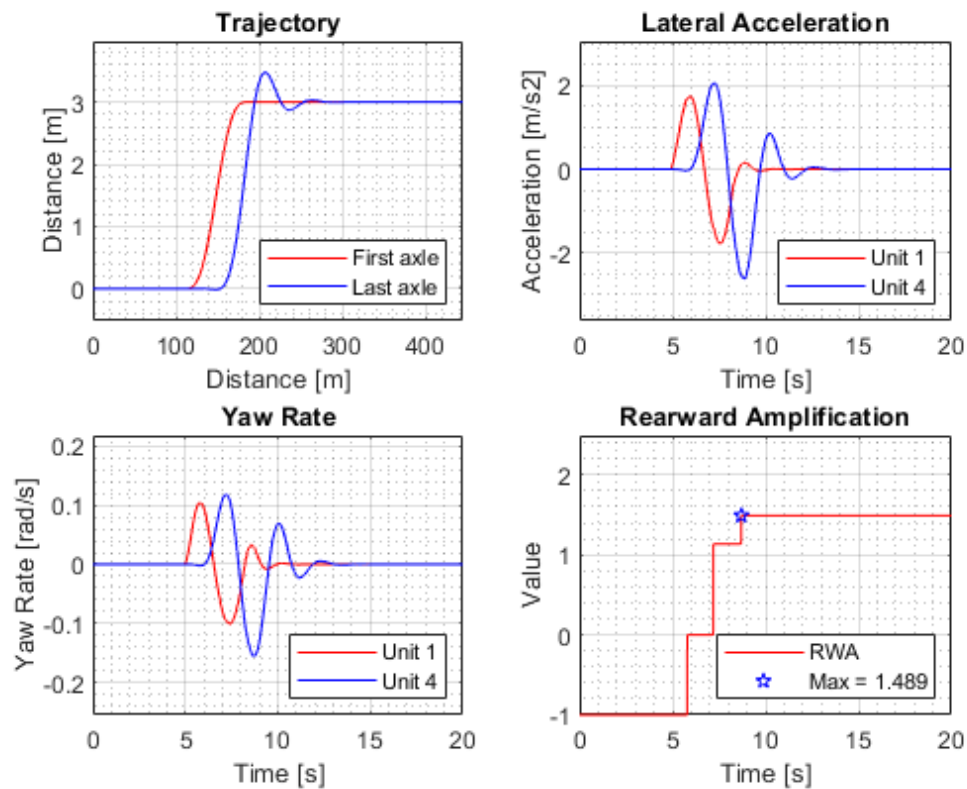 Trajectory
Distance [m]
3
2
1
0
First axle
Last axle
0 100 200 300 400
Distance [m]
Lateral Acceleration
Acceleration [m/s2]
2
0
-2
Unit 1
Unit 4
0 5 10 15 20
Time [s]
Yaw Rate
Yaw Rate [rad/s]
0.2
0.1
0
-0.1
-0.2
Unit 1
Unit 4
0 5 10 15 20
Time [s]
Rearward Amplification
Value
2
1
0
-1
RWA
Max = 1.489
0 5 10 15 20
Time [s]